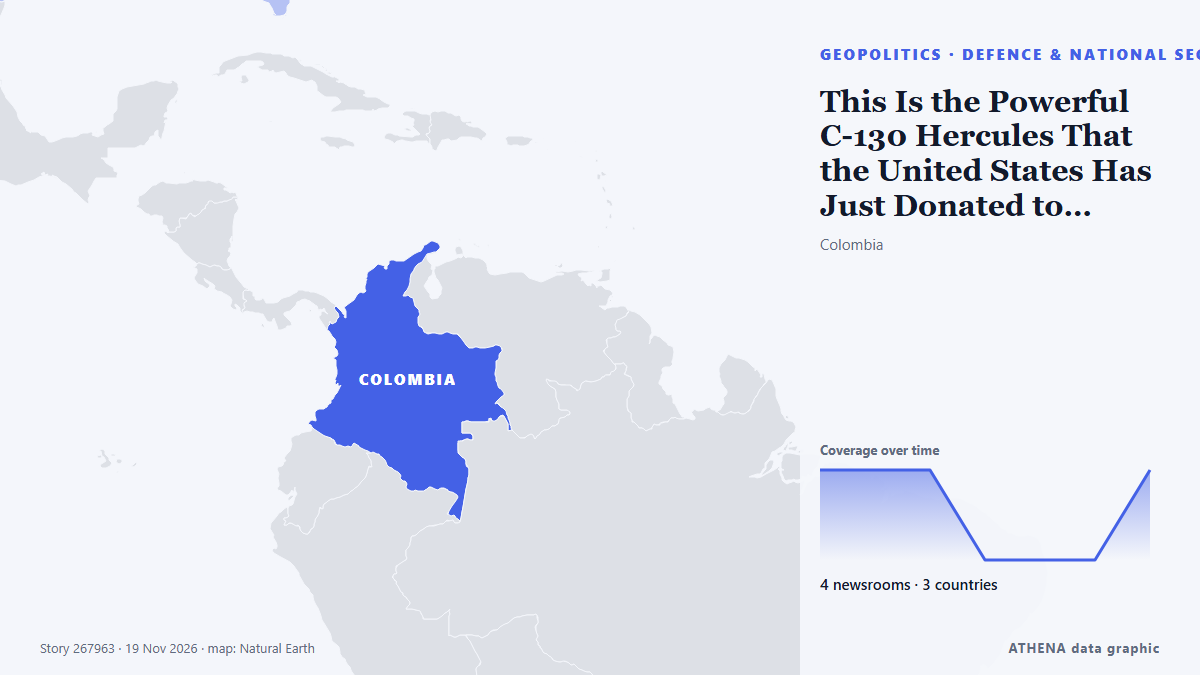 GEOPOLITICS · DEFENCE & NATIONAL
This Is the Powerful
C-130 Hercules That
the United States Has
Just Donated to...
Colombia
COLOMBIA
Coverage over time
4 newsrooms · 3 countries
Story 267963 · 19 Nov 2026 · map: Natural Earth
ATHENA data graphic